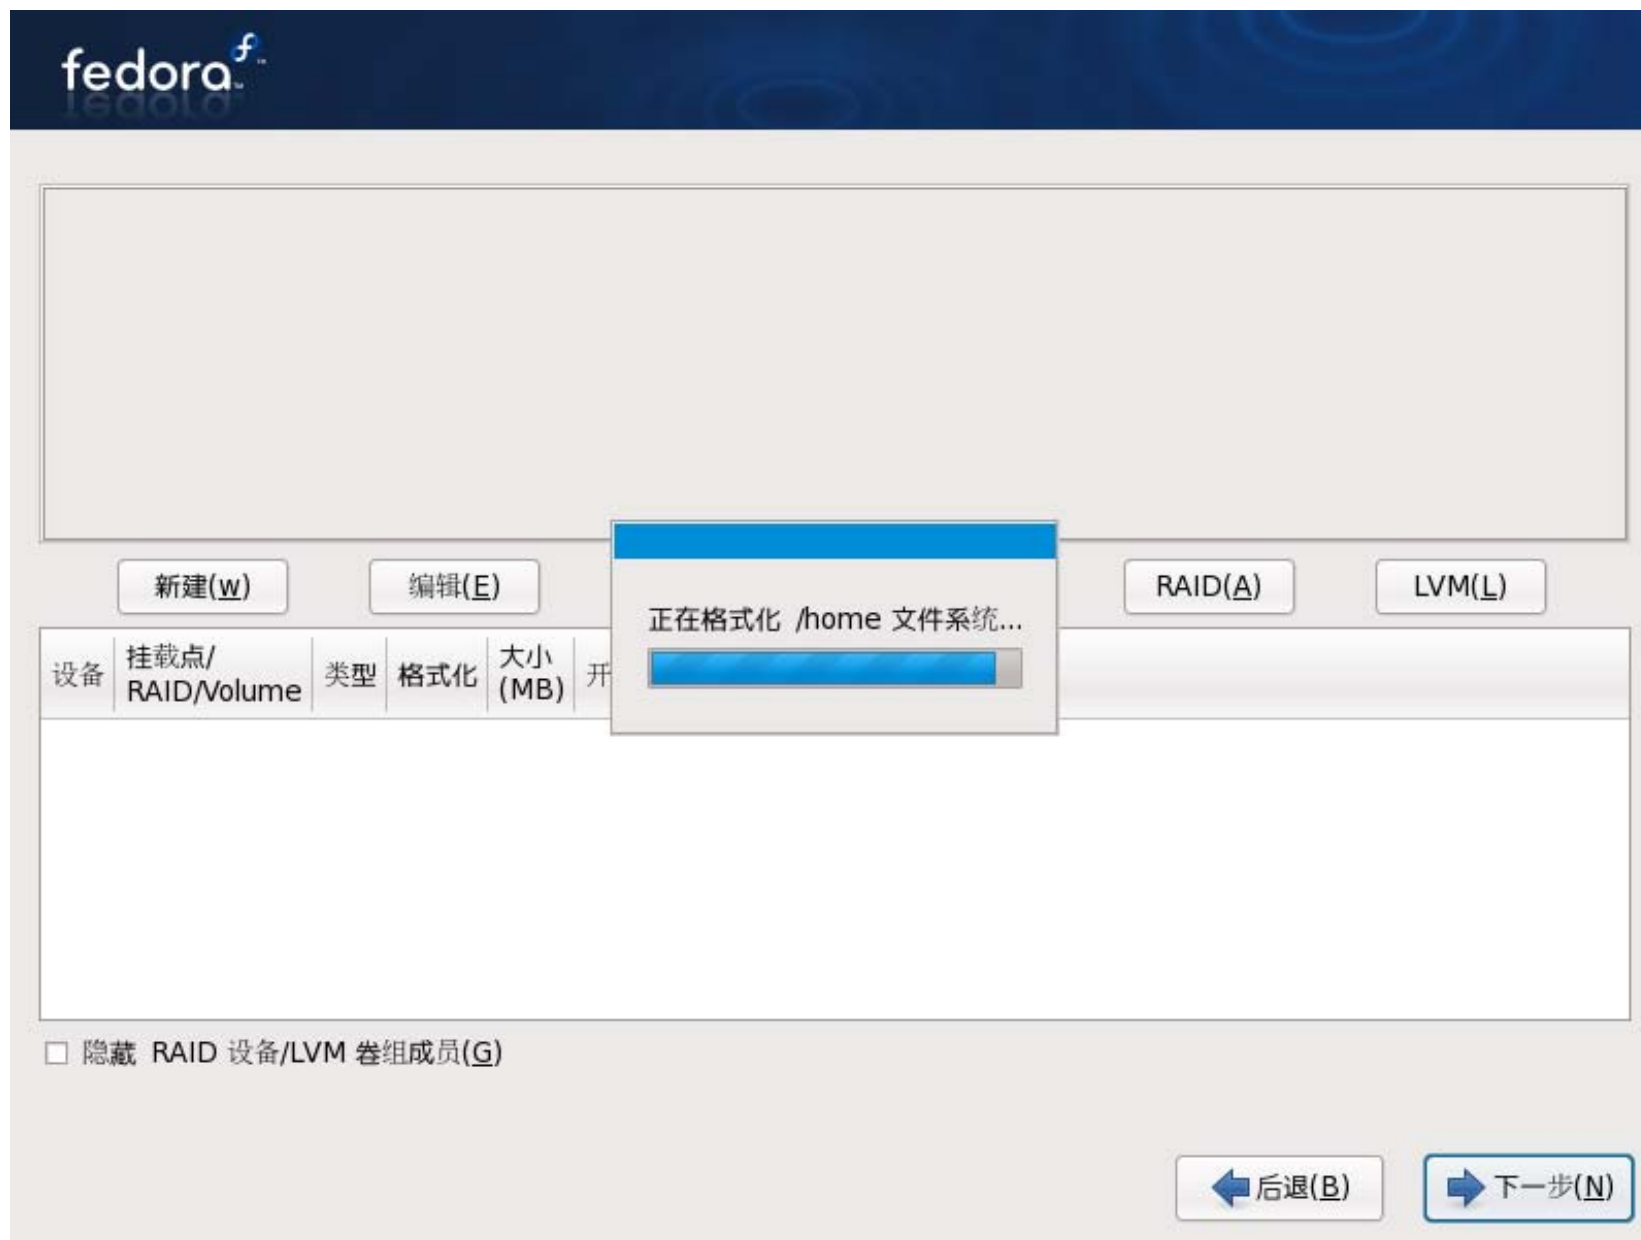 fedora
新建(w)
编辑(E)
RAID(A)
LVM(L)
正在格式化 /home 文件系统...
设备
挂载点/
RAID/Volume
类型
格式化
大小
(MB)
开
隐藏 RAID 设备/LVM 卷组成员(G)
后退(B)
下一步(N)